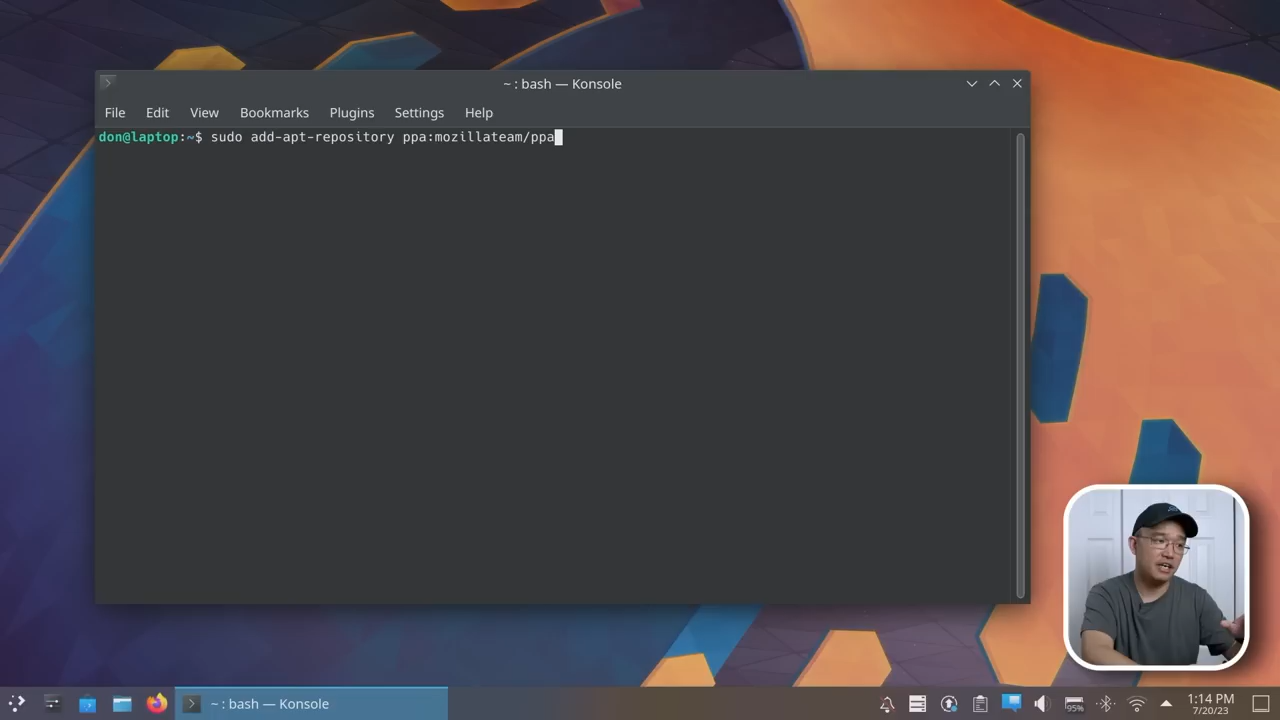 ~ : bash — Konsole
File Edit View Bookmarks Plugins Settings Help
don@laptop:~$ sudo add-apt-repository ppa:mozillateam/ppa
~ : bash — Konsole
95%
1:14 PM
7/20/23